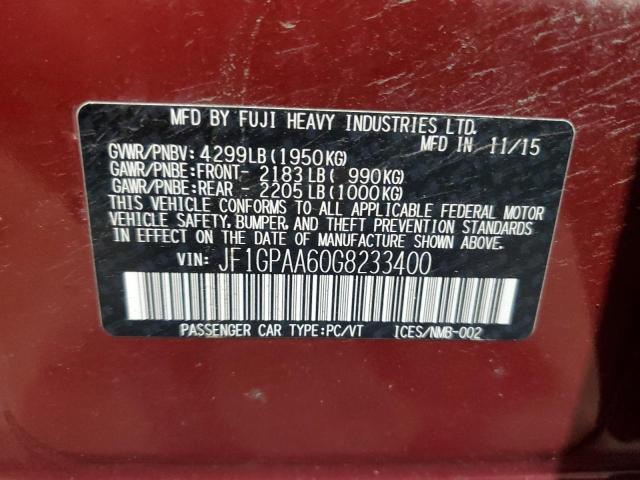 MFD BY FUJI HEAVY INDUSTRIES LTD.
MFD IN 11/15
GVWR/PNBV: 4299LB(1950KG)
GAWR/PNBE:FRONT- 2183LB( 990KG)
GAWR/PNBE:REAR - 2205LB(1000KG)
THIS VEHICLE CONFORMS TO ALL APPLICABLE FEDERAL MOTOR
VEHICLE SAFETY, BUMPER, AND THEFT PREVENTION STANDARDS
IN EFFECT ON THE DATE OF MANUFACTURE SHOWN ABOVE.
VIN: JF1GPAA60G8233400
PASSENGER CAR TYPE:PC/VT ICES/NMB-002